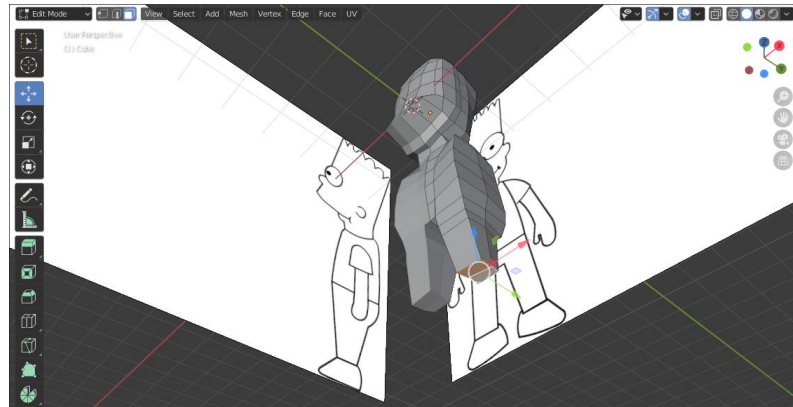 Edit Mode View Select Add Mesh Vertex Edge Face UV
User Perspective
(1) Cube
Z
X
Y